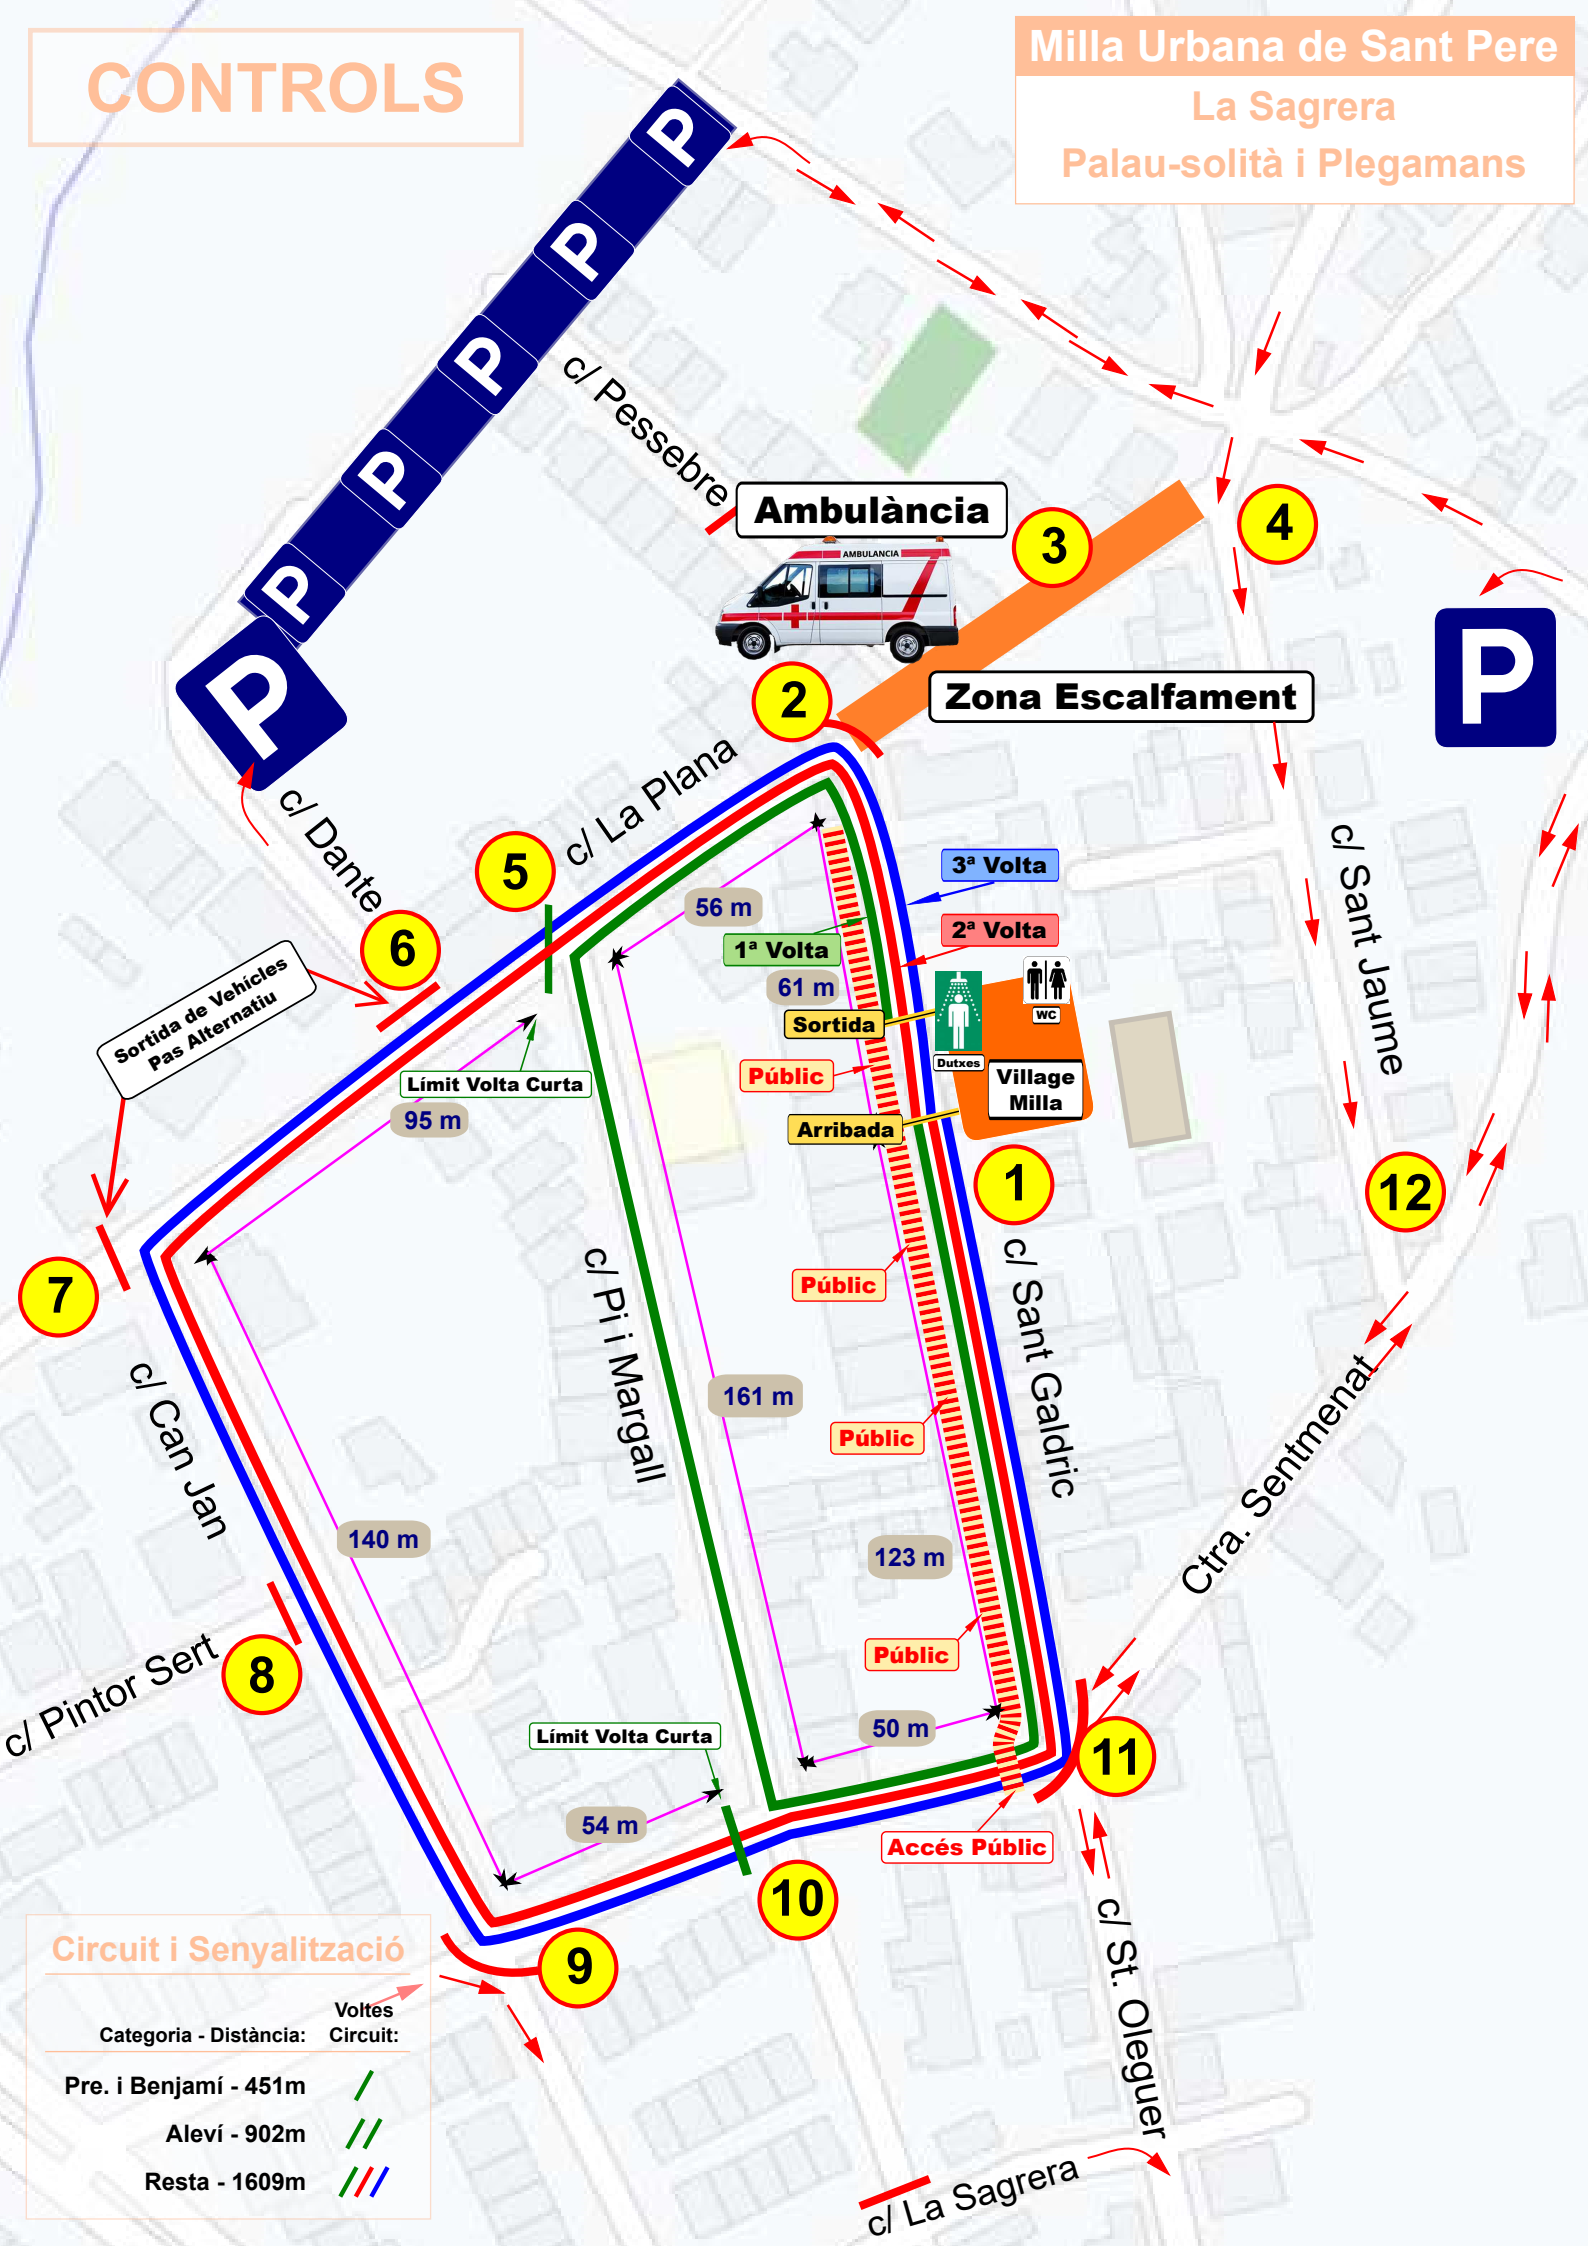 CONTROLS
Milla Urbana de Sant Pere
La Sagrera
Palau-solità i Plegamans
P
P
P
P
P
P
c/ Pessebre
Ambulància
AMBULANCIA
3
4
P
2
Zona Escalfament
c/ La Plana
c/ Dante
5
6
3ª Volta
56 m
2ª Volta
1ª Volta
61 m
c/ Sant Jaume
Sortida de Vehícles
Pas Alternatiu
WC
Sortida
Dutxes
Públic
Límit Volta Curta
Village
Milla
95 m
Arribada
1
12
7
Públic
c/ Pi i Margall
c/ Sant Galdric
c/ Can Jan
161 m
Públic
Ctra. Sentmenat
140 m
123 m
c/ Pintor Sert
8
Públic
Límit Volta Curta
50 m
11
54 m
Accés Públic
10
9
c/ St. Oleguer
Circuit i Senyalització
Voltes
Categoria - Distància: Circuit:
Pre. i Benjamí - 451m
Aleví - 902m
Resta - 1609m
c/ La Sagrera